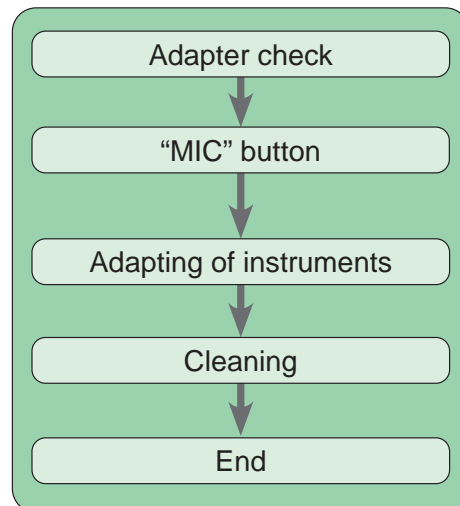 Adapter check
“MIC” button
Adapting of instruments
Cleaning
End